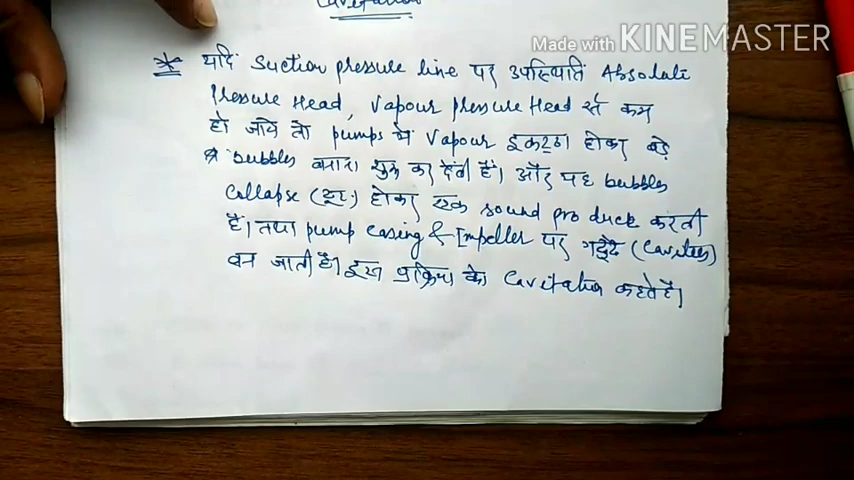 Cavitation
Made with KINEMASTER
* यदि Suction pressure line पर उपस्थिति Absolute
Pressure Head, Vapour pressure Head से कम
हो जाये तो pumps में Vapour इकट्ठा होकर बड़े
bubbles बनाना शुरू कर देती हैं। और यह bubbles
Collapse (टूट) होकर एक sound produck करती
हैं। तथा pump casing & Impeller पर गड्ढे (Cavities)
बन जाती है। इस प्रक्रिया को Cavitation कहते हैं।